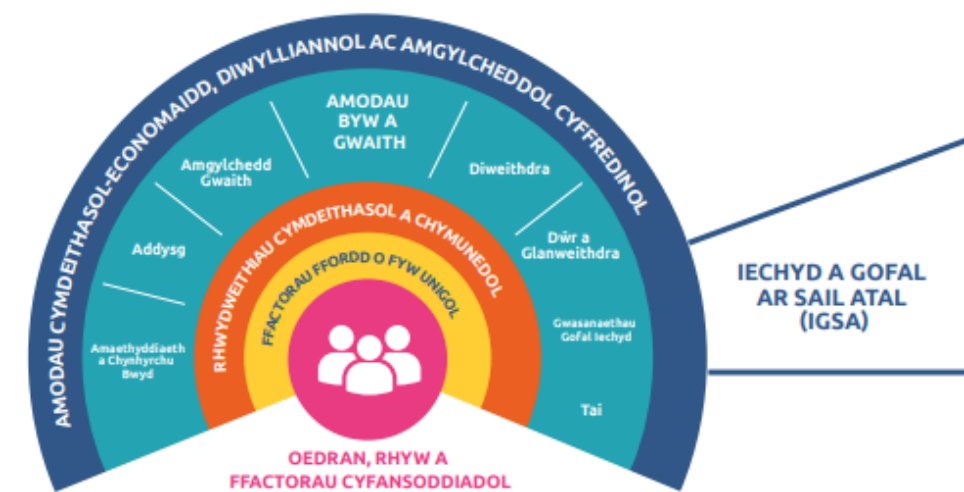 AMODAU CYMDEITHASOL-ECONOMAIDD, DIWYLLIANNOL AC AMGYLCHEDDOL CYFFREDINOL
AMODAU
BYW A
GWAITH
Amgylchedd
Gwaith
Diweithdra
Addysg
Dŵr a
Glanweithdra
Amaethyddiaeth
a Chynhyrchu
Bwyd
Gwasanaethau
Gofal Iechyd
Tai
RHWYDWEITHIAU CYMDEITHASOL A CHYMUNEDOL
FFACTORAU FFORDD O FYW UNIGOL
OEDRAN, RHYW A
FFACTORAU CYFANSODDIADOL
IECHYD A GOFAL
AR SAIL ATAL
(IGSA)